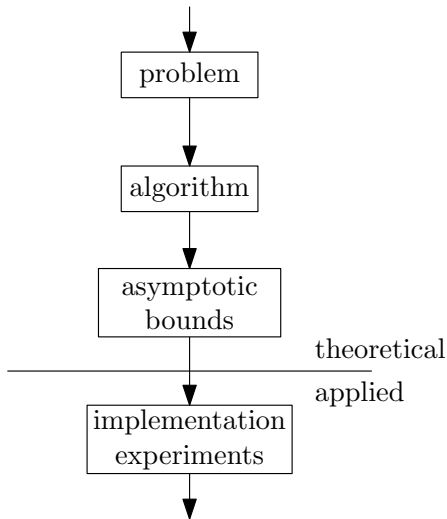 problem
algorithm
asymptotic
bounds
theoretical
applied
implementation
experiments